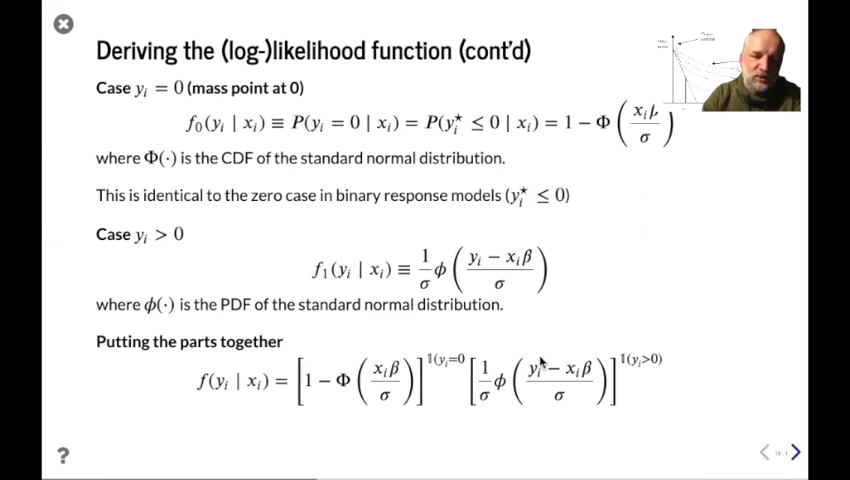 Deriving the (log-)likelihood function (cont'd)
Case yᵢ = 0 (mass point at 0)
f₀(yᵢ | xᵢ) ≡ P(yᵢ = 0 | xᵢ) = P(yᵢ* ≤ 0 | xᵢ) = 1 − Φ(xᵢβ / σ)
where Φ(·) is the CDF of the standard normal distribution.
This is identical to the zero case in binary response models (yᵢ* ≤ 0)
Case yᵢ > 0
f₁(yᵢ | xᵢ) ≡ 1/σ ϕ((yᵢ − xᵢβ) / σ)
where ϕ(·) is the PDF of the standard normal distribution.
Putting the parts together
f(yᵢ | xᵢ) = [1 − Φ(xᵢβ / σ)]^𝟙(yᵢ=0 [1/σ ϕ((yᵢ − xᵢβ) / σ)]^𝟙(yᵢ>0)
?